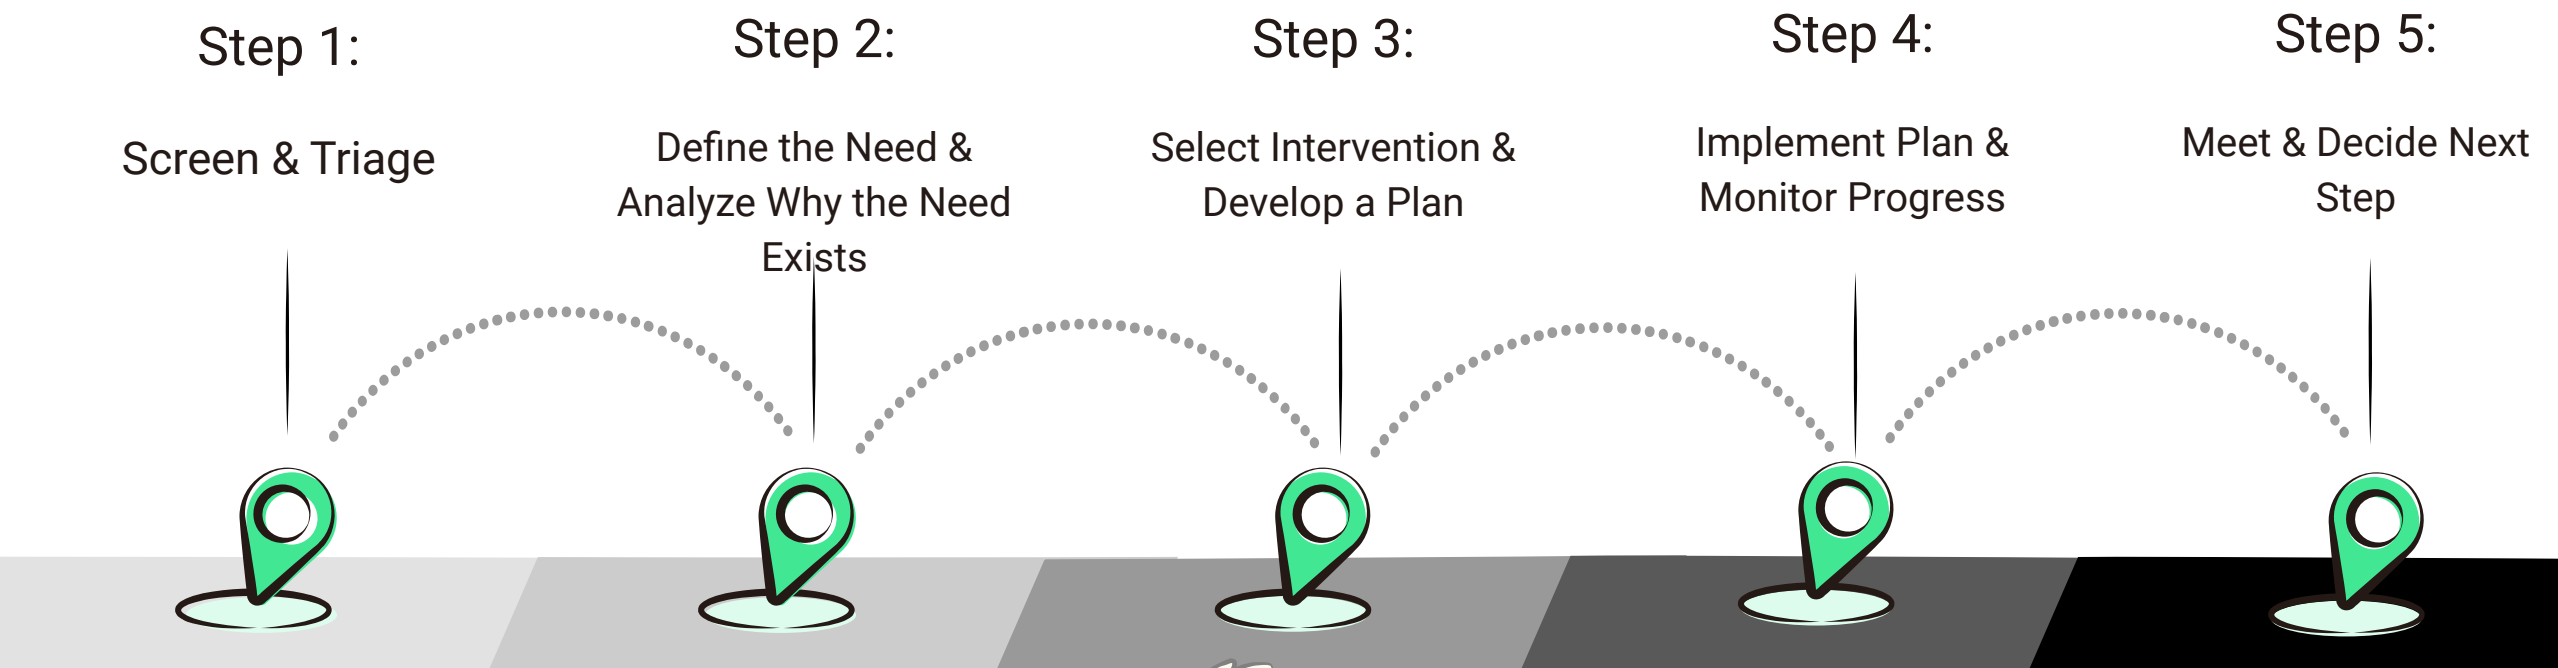 Step 1:
Screen & Triage
Step 2:
Define the Need &
Analyze Why the Need
Exists
Step 3:
Select Intervention &
Develop a Plan
Step 4:
Implement Plan &
Monitor Progress
Step 5:
Meet & Decide Next
Step